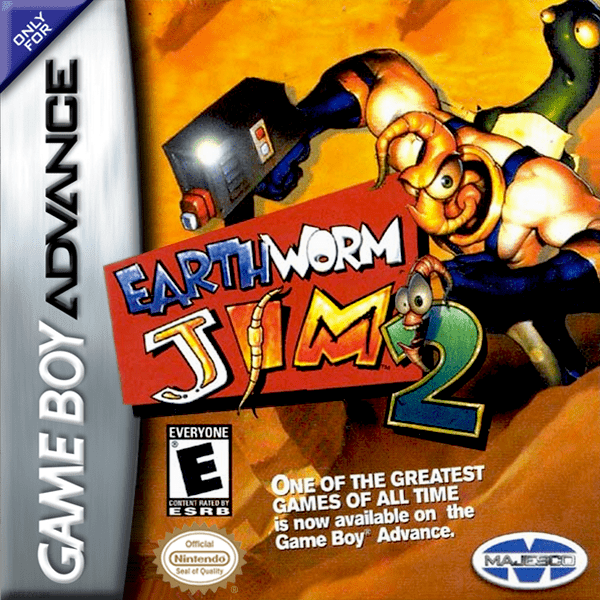 ONLY
FOR
GAME BOY ADVANCE
EARTHWORM
JIM 2
™
EVERYONE
E
CONTENT RATED BY
ESRB
ONE OF THE GREATEST
GAMES OF ALL TIME
is now available on the
Game Boy® Advance.
Official
Nintendo
Seal of Quality
MAJESCO